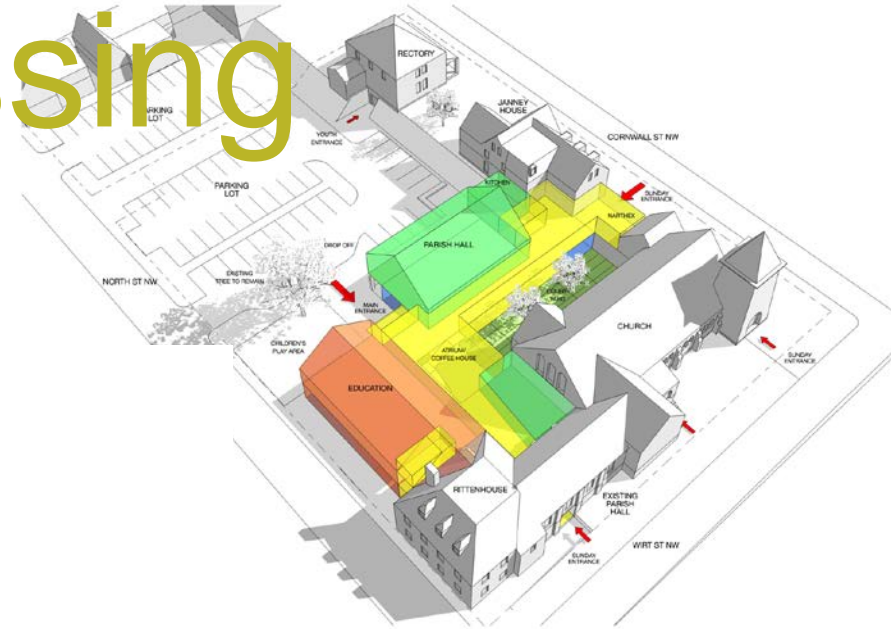 ssing
RECTORY
PARKING
LOT
YOUTH
ENTRANCE
JANNEY
HOUSE
CORNWALL ST NW
PARKING
LOT
KITCHEN
SUNDAY
ENTRANCE
NARTHEX
PARISH HALL
DROP OFF
NORTH ST NW
EXISTING
TREE TO REMAIN
MAIN
ENTRANCE
CHURCH
CHILDREN'S
PLAY AREA
ATRIUM/
COFFEE HOUSE
SUNDAY
ENTRANCE
EDUCATION
RITTENHOUSE
EXISTING
PARISH
HALL
WIRT ST NW
SUNDAY
ENTRANCE